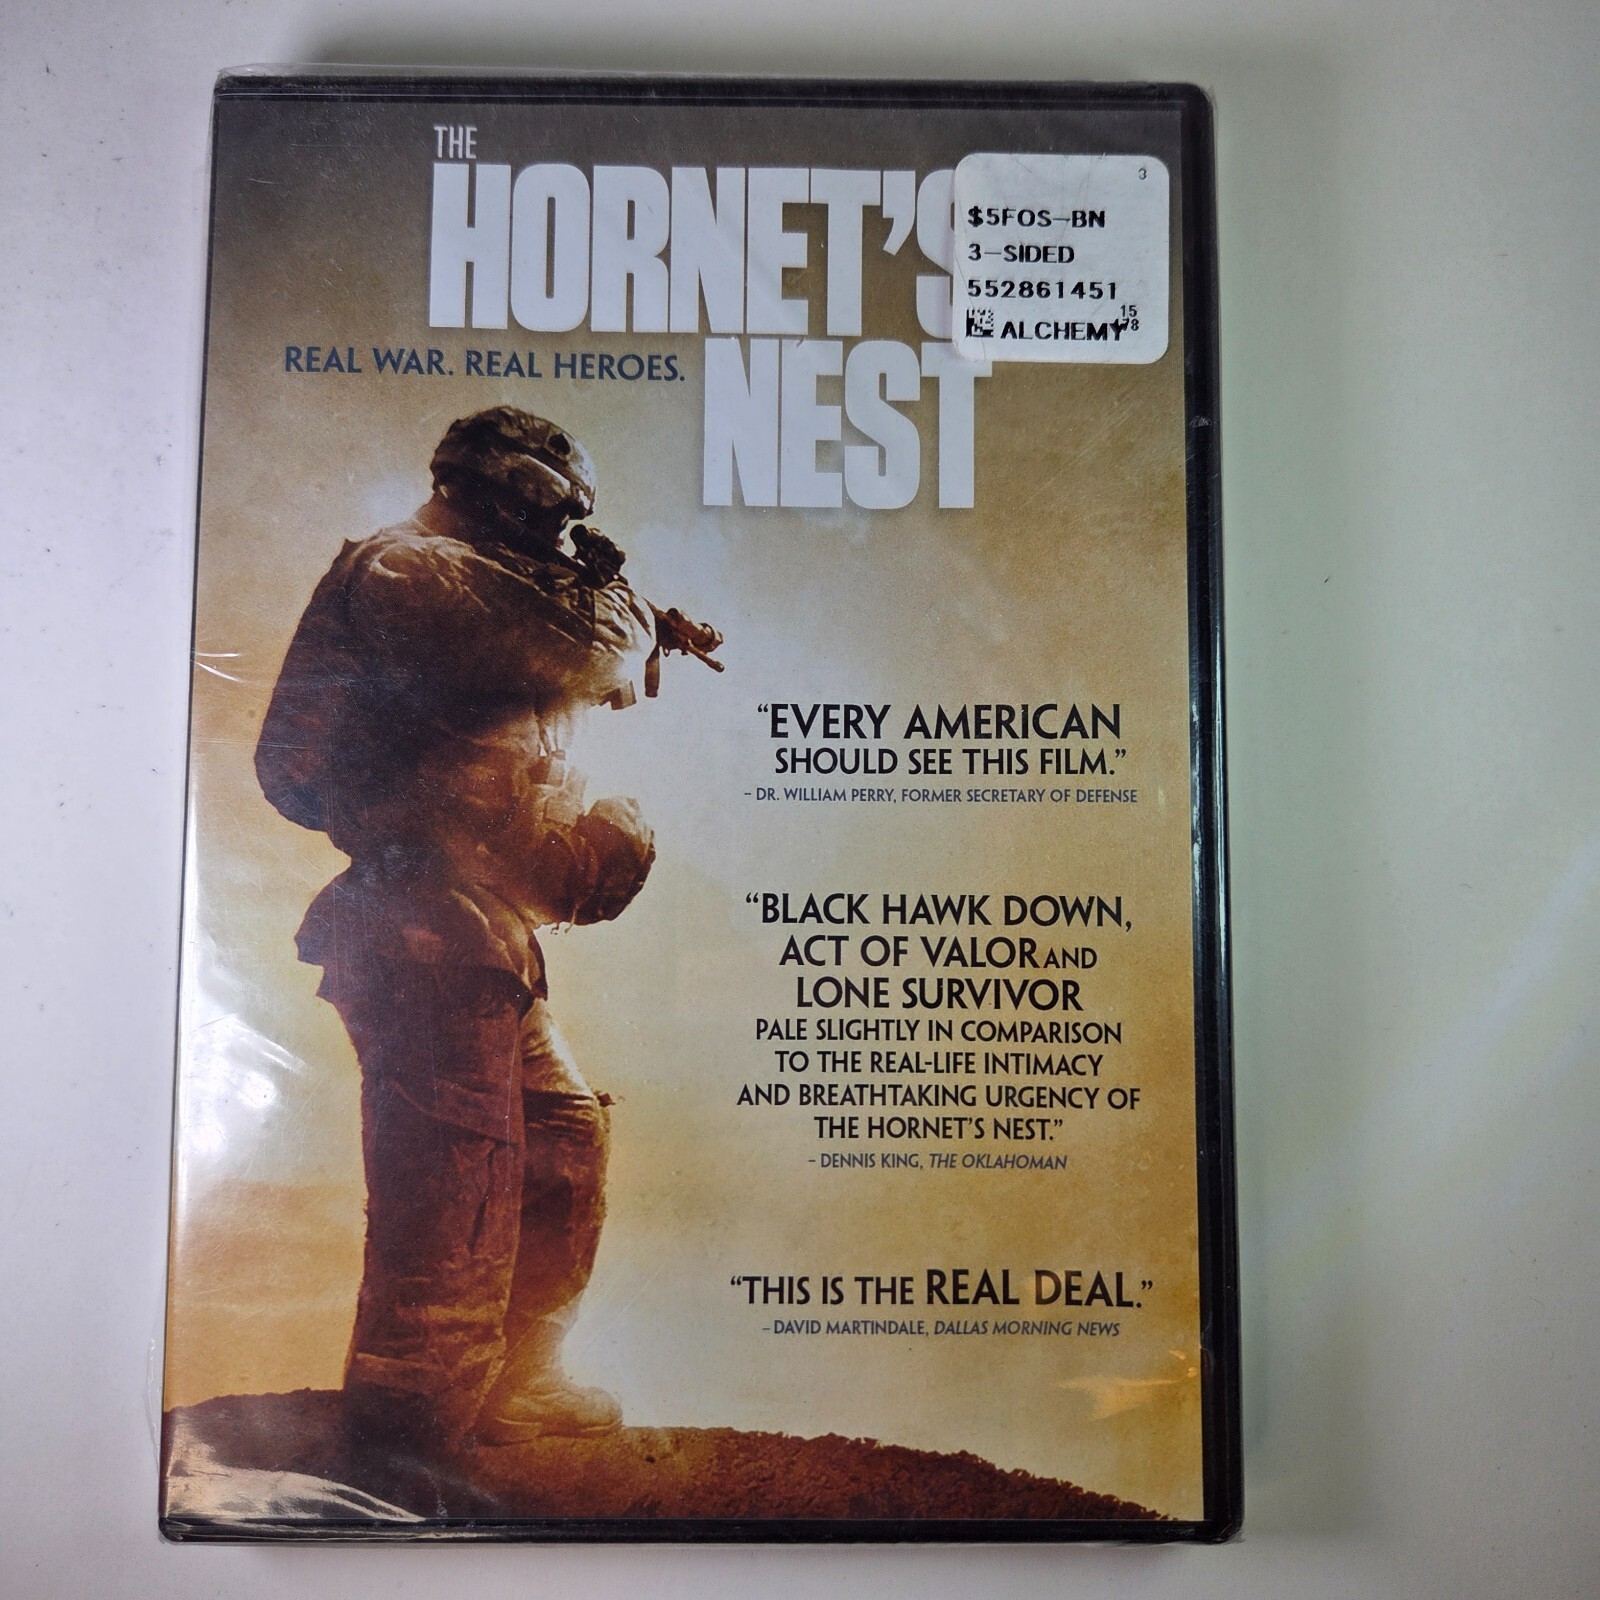 THE
HORNET'S
NEST
REAL WAR. REAL HEROES.
3
$5FOS-BN
3-SIDED
552861451
ALCHEMY
15
"EVERY AMERICAN
SHOULD SEE THIS FILM."
– DR. WILLIAM PERRY, FORMER SECRETARY OF DEFENSE
"BLACK HAWK DOWN,
ACT OF VALOR AND
LONE SURVIVOR
PALE SLIGHTLY IN COMPARISON
TO THE REAL-LIFE INTIMACY
AND BREATHTAKING URGENCY OF
THE HORNET'S NEST."
– DENNIS KING, THE OKLAHOMAN
"THIS IS THE REAL DEAL."
– DAVID MARTINDALE, DALLAS MORNING NEWS